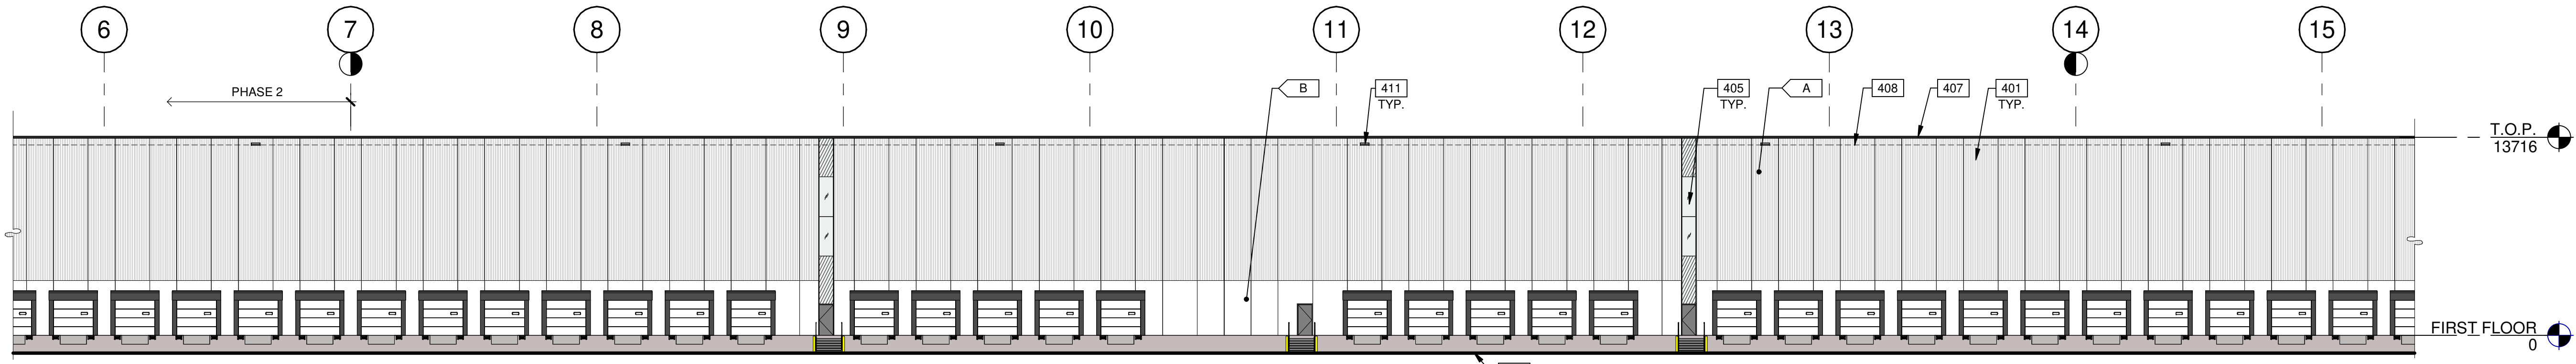 6 7 8 9 10 11 12 13 14 15
PHASE 2
B 411 405 A 408 407 401
TYP. TYP. TYP.
T.O.P.
13716
FIRST FLOOR
0